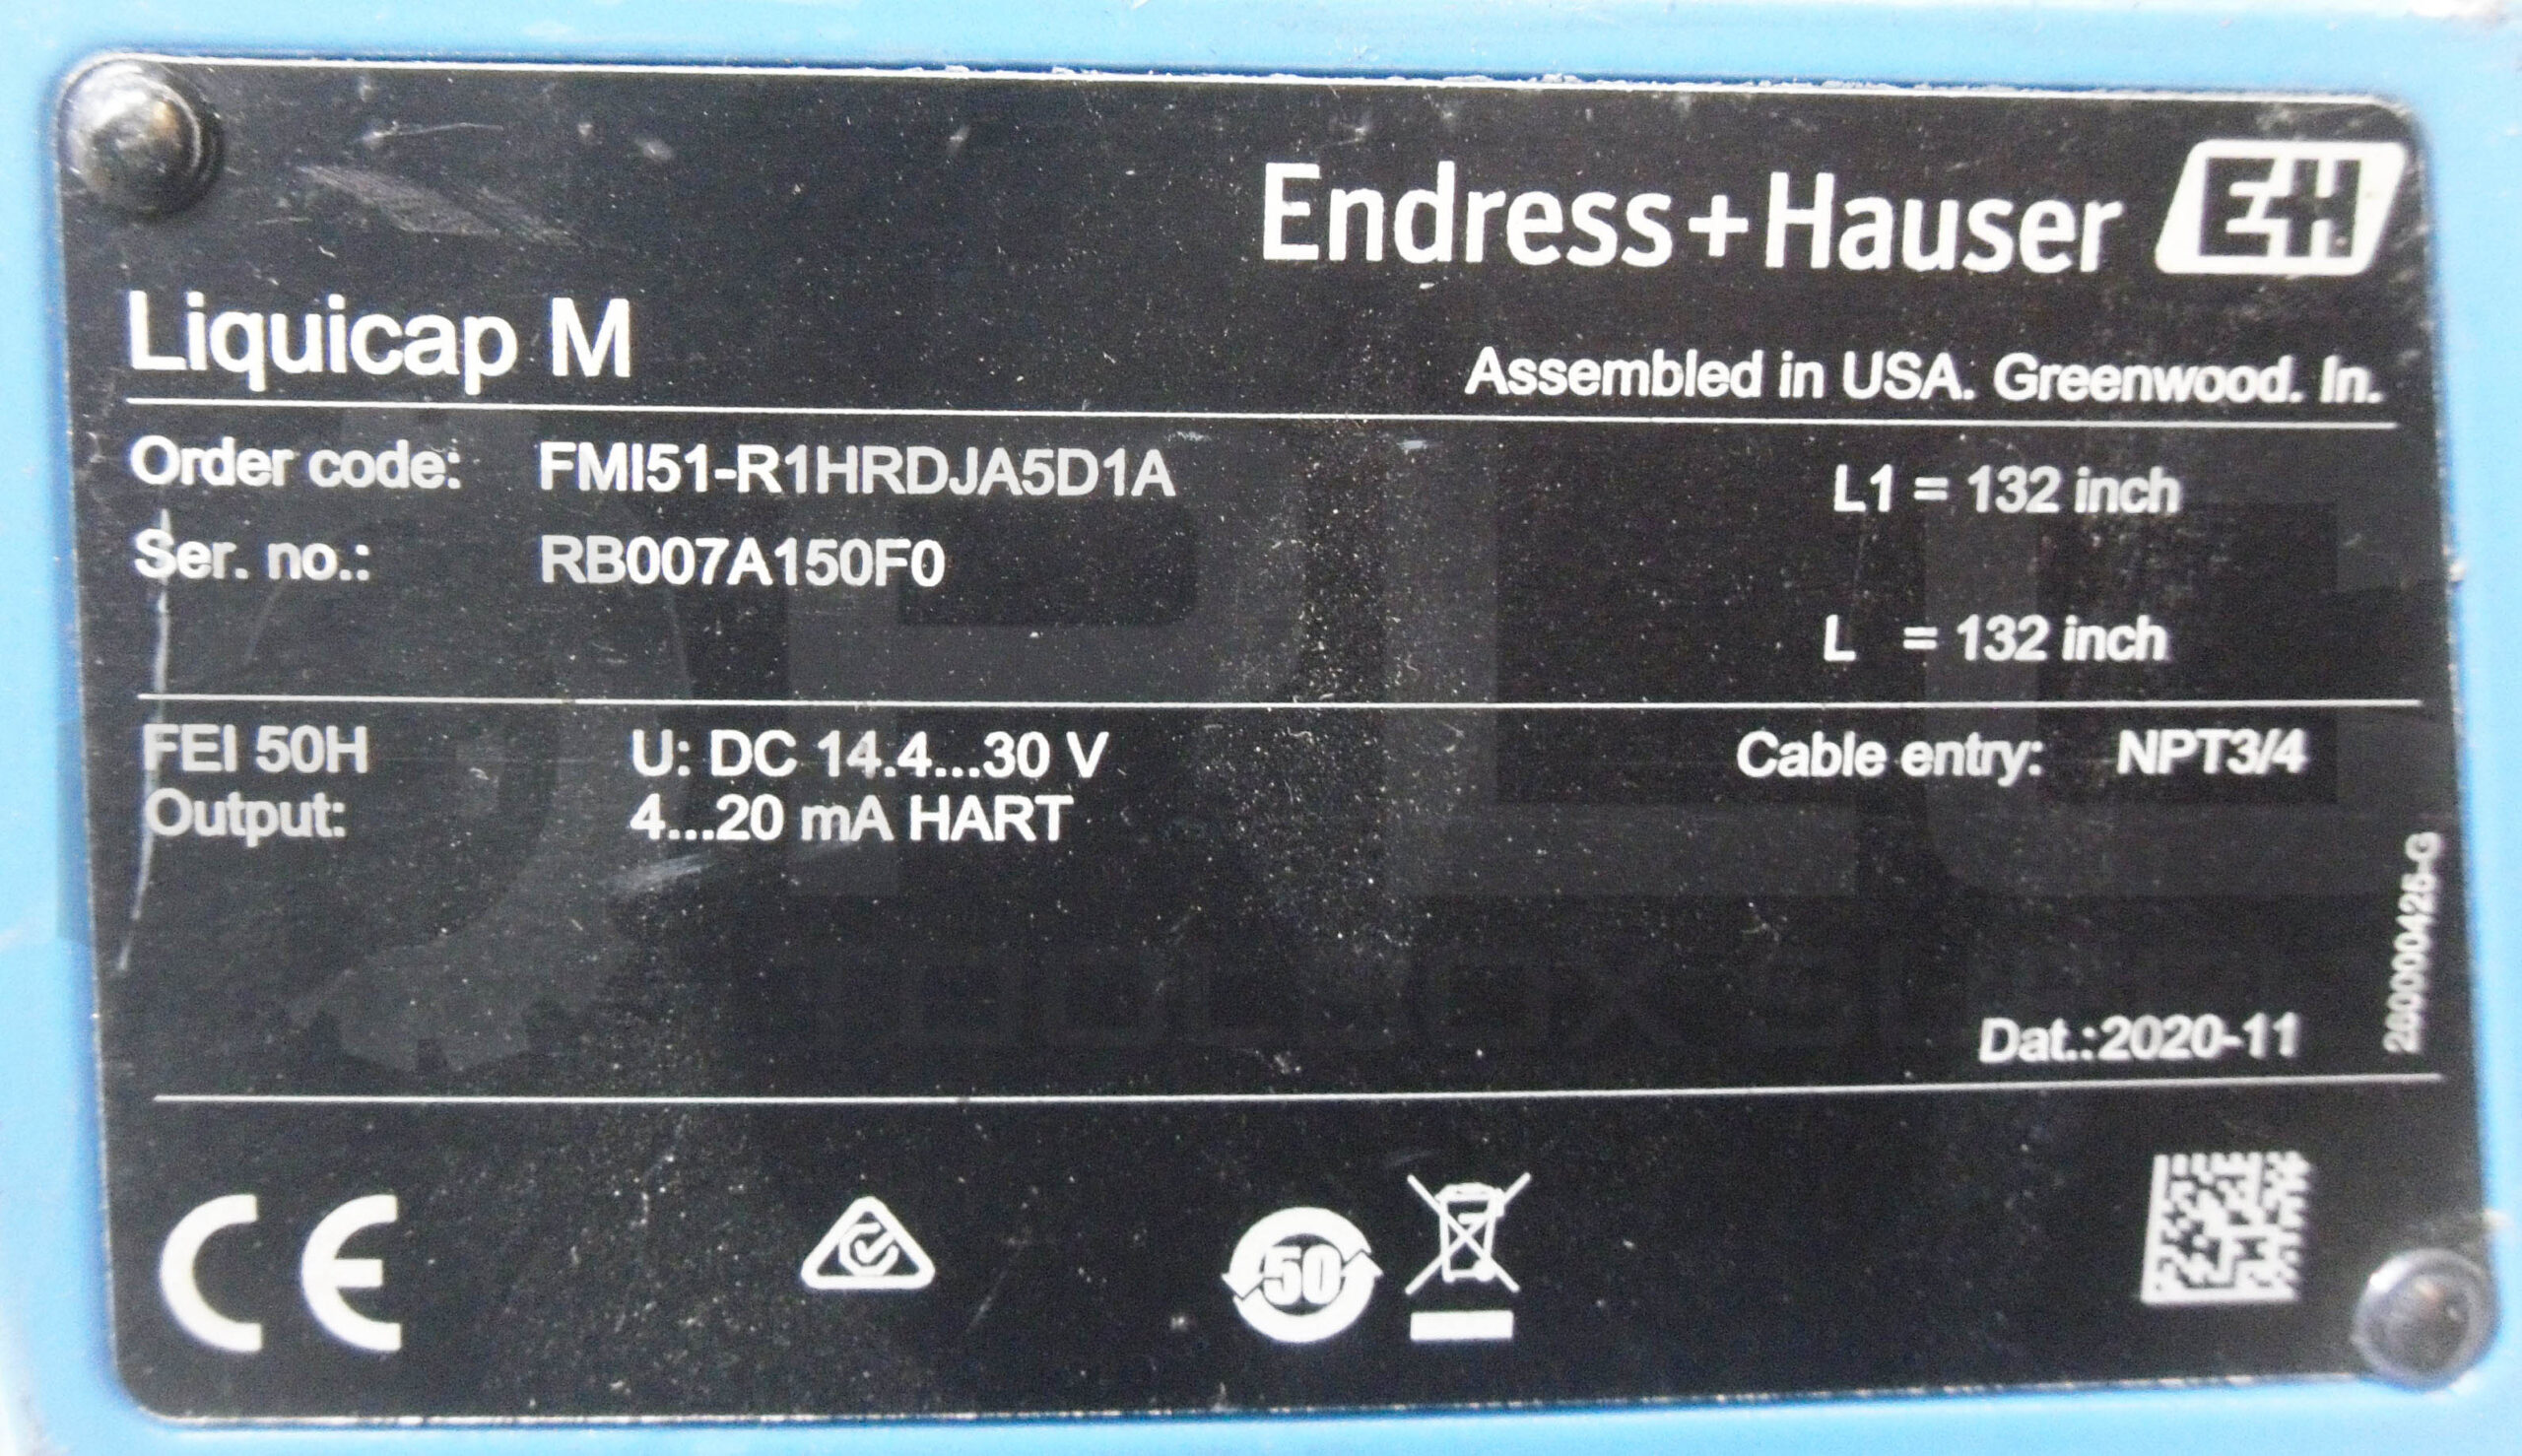 Endress+Hauser EH
Liquicap M
Assembled in USA. Greenwood. In.
Order code: FMI51-R1HRDJA5D1A
L1 = 132 inch
Ser. no.: RB007A150F0
L = 132 inch
FEI 50H U: DC 14.4...30 V
Cable entry: NPT3/4
Output: 4...20 mA HART
Dat.:2020-11
CE
50